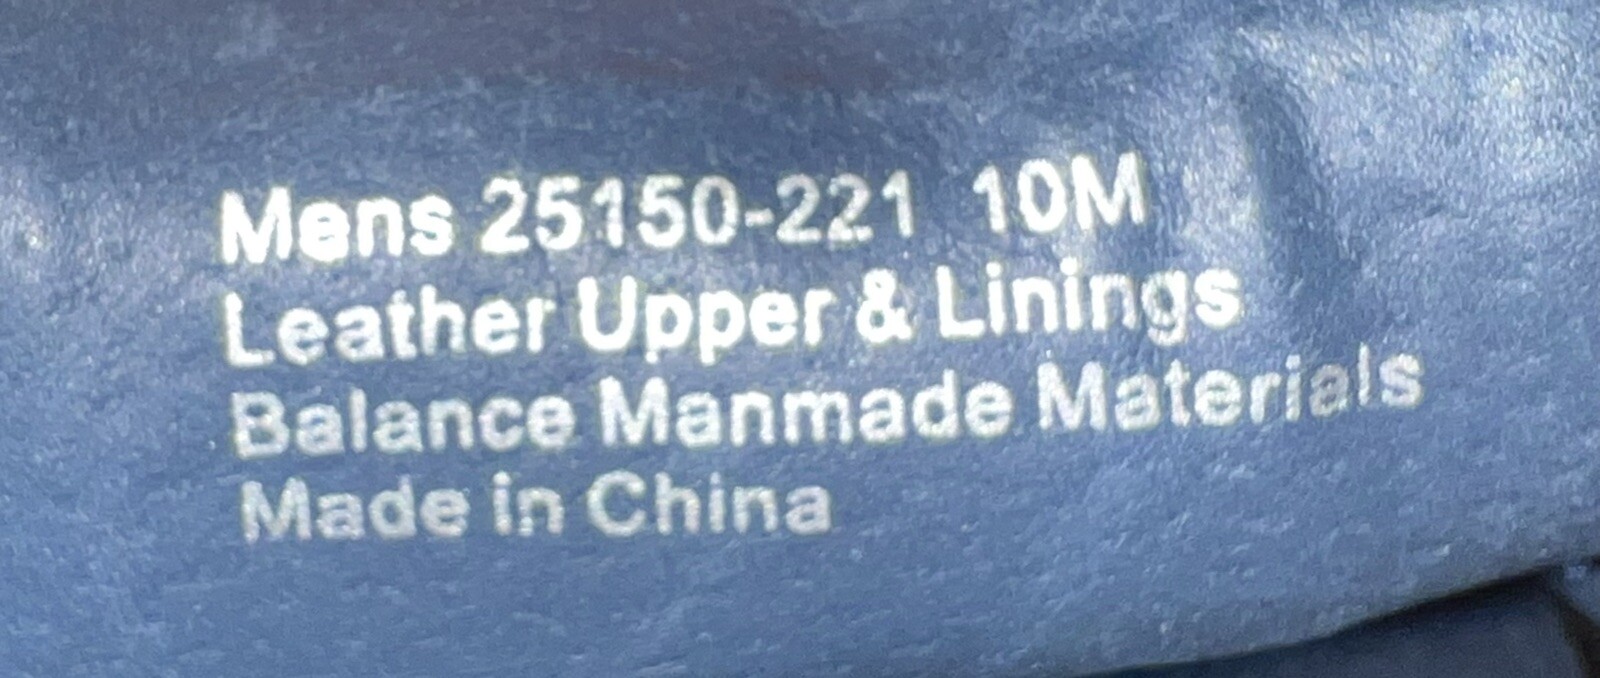 Mens 25150-221 10M
Leather Upper & Linings
Balance Manmade Materials
Made in China